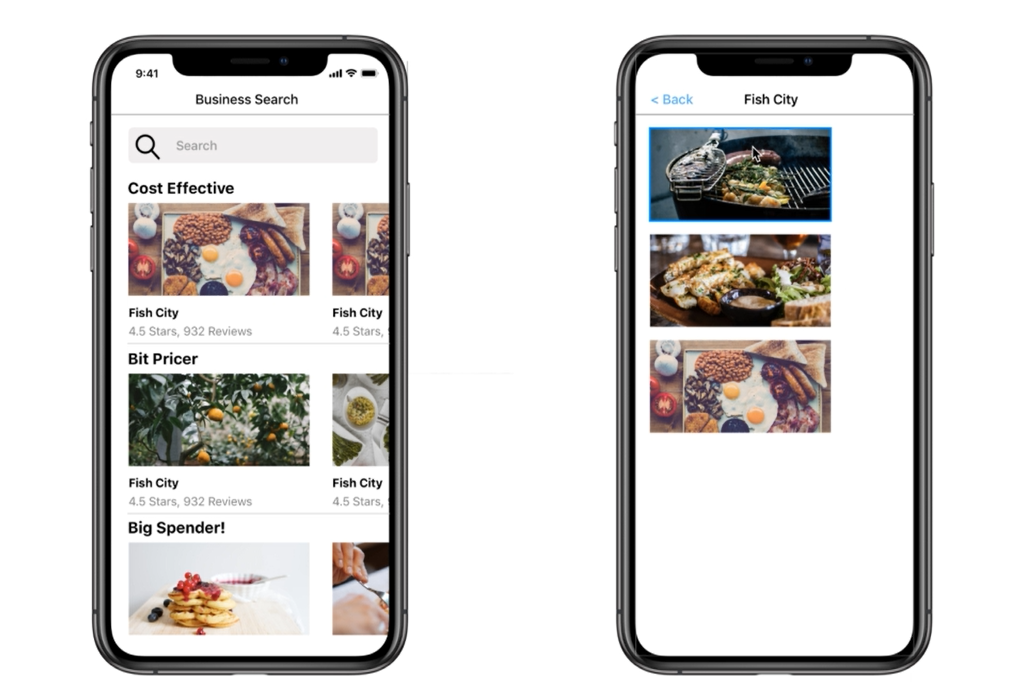 9:41
Business Search
Search
Cost Effective
Fish City
Fish City
4.5 Stars, 932 Reviews
4.5 Stars,
Bit Pricer
Fish City
Fish City
4.5 Stars, 932 Reviews
4.5 Stars,
Big Spender!
< Back
Fish City